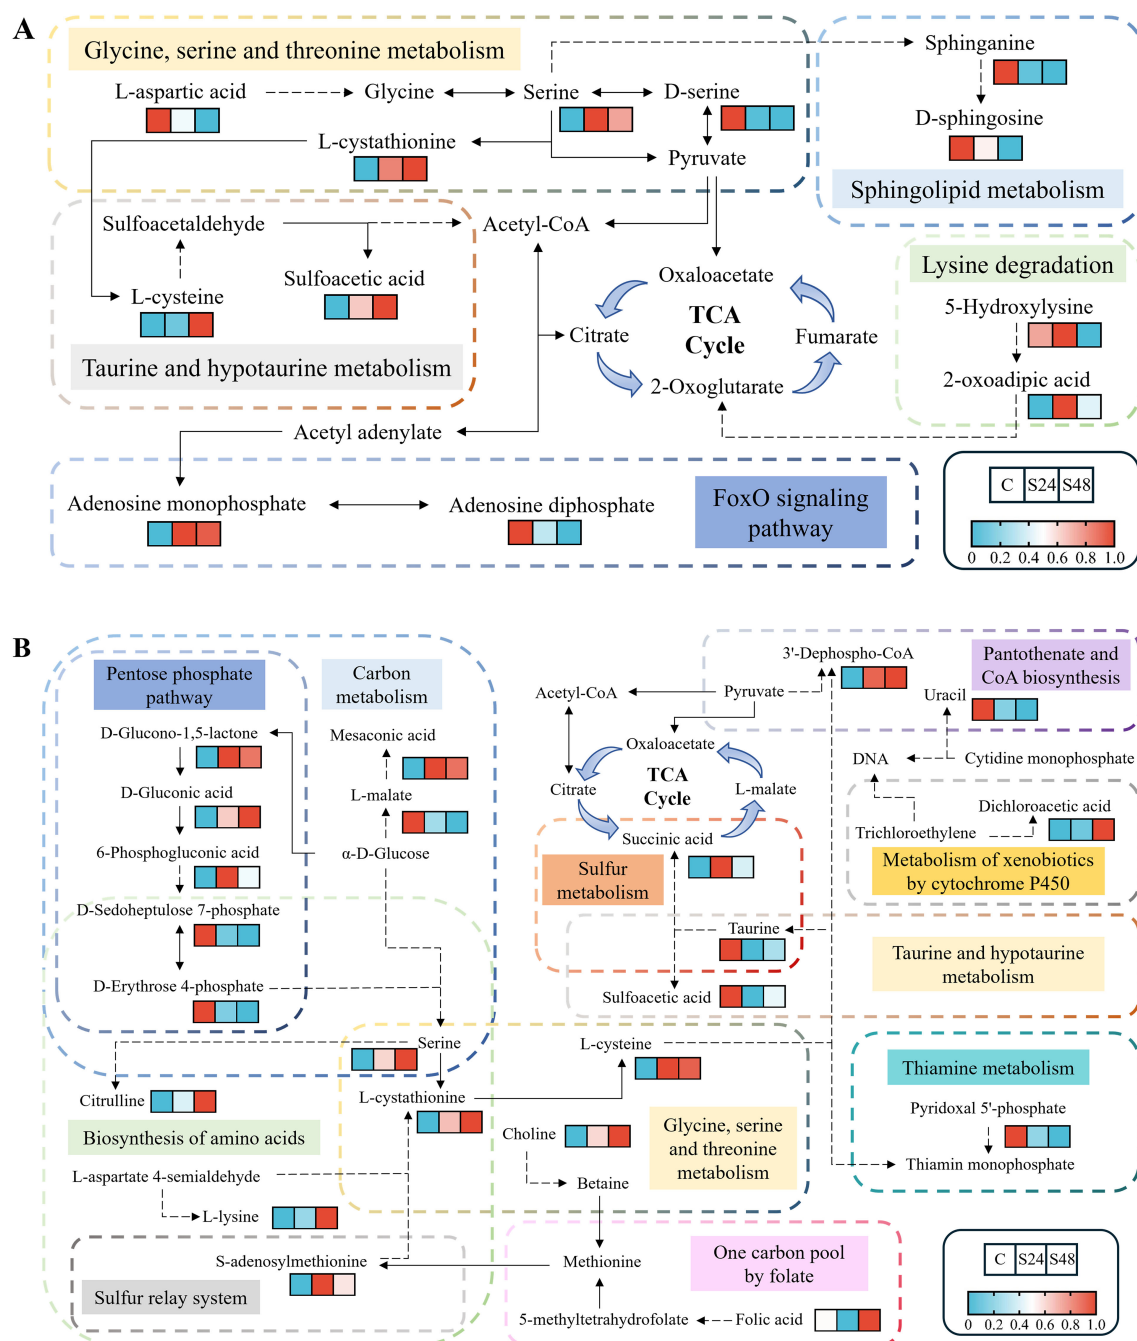 A
Glycine, serine and threonine metabolism
L-aspartic acid
Glycine
Serine
D-serine
L-cystathionine
Pyruvate
Sphinganine
D-sphingosine
Sphingolipid metabolism
Sulfoacetaldehyde
Acetyl-CoA
Sulfoacetic acid
L-cysteine
Taurine and hypotaurine metabolism
Oxaloacetate
TCA
Cycle
Citrate
Fumarate
2-Oxoglutarate
Lysine degradation
5-Hydroxylysine
2-oxoadipic acid
Acetyl adenylate
Adenosine monophosphate
Adenosine diphosphate
FoxO signaling
pathway
C S24 S48
0 0.2 0.4 0.6 0.8 1.0
B
Pentose phosphate
pathway
Carbon
metabolism
D-Glucono-1,5-lactone
Mesaconic acid
D-Gluconic acid
L-malate
6-Phosphogluconic acid
α-D-Glucose
D-Sedoheptulose 7-phosphate
D-Erythrose 4-phosphate
Serine
Citrulline
L-cystathionine
Biosynthesis of amino acids
L-aspartate 4-semialdehyde
L-lysine
S-adenosylmethionine
Sulfur relay system
3'-Dephospho-CoA
Pantothenate and
CoA biosynthesis
Acetyl-CoA
Pyruvate
Uracil
Oxaloacetate
TCA
Cycle
Citrate
L-malate
Succinic acid
DNA
Cytidine monophosphate
Dichloroacetic acid
Trichloroethylene
Metabolism of xenobiotics
by cytochrome P450
Sulfur
metabolism
Taurine
Sulfoacetic acid
Taurine and hypotaurine
metabolism
L-cysteine
Choline
Betaine
Glycine, serine
and threonine
metabolism
Thiamine metabolism
Pyridoxal 5'-phosphate
Thiamin monophosphate
Methionine
One carbon pool
by folate
5-methyltetrahydrofolate
Folic acid
C S24 S48
0 0.2 0.4 0.6 0.8 1.0